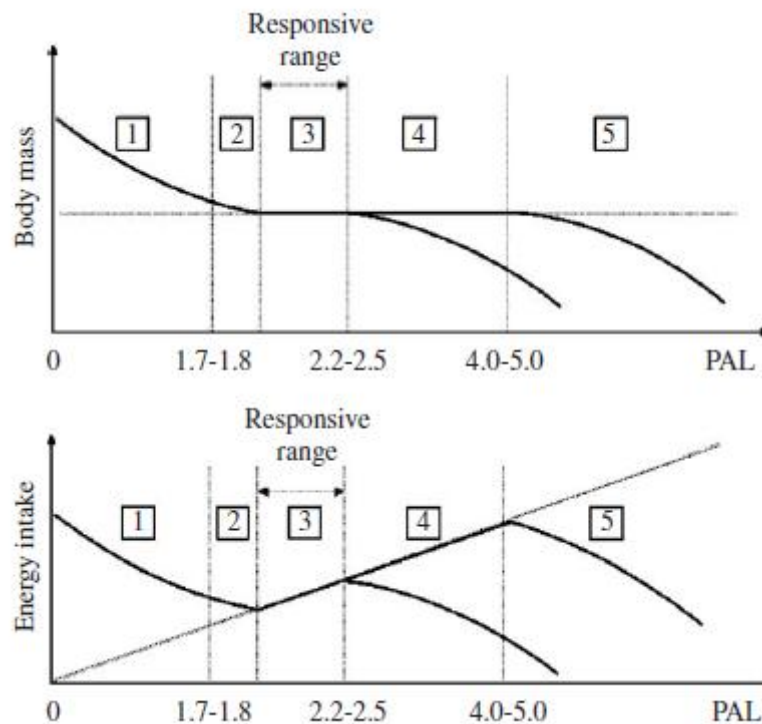 Responsive
range
1 2 3 4 5
Body mass
0 1.7-1.8 2.2-2.5 4.0-5.0 PAL
Responsive
range
1 2 3 4 5
Energy intake
0 1.7-1.8 2.2-2.5 4.0-5.0 PAL